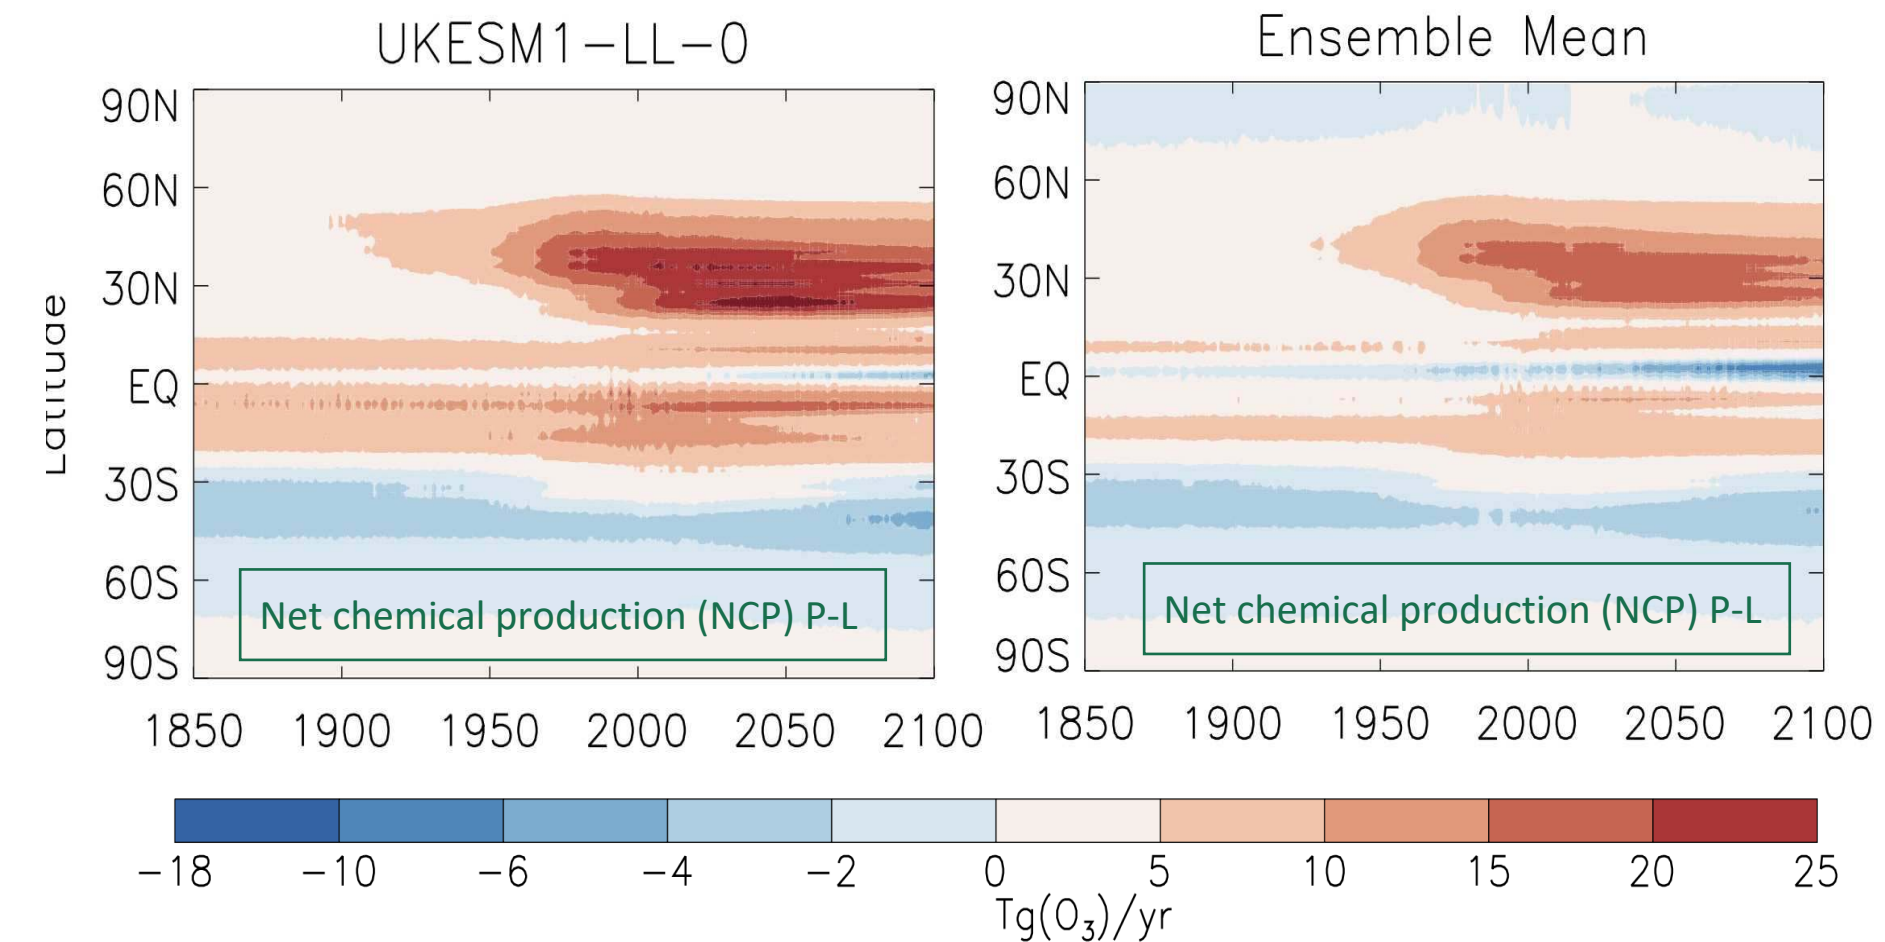 UKESM1-LL-0
Ensemble Mean
Latitude
90N
60N
30N
EQ
30S
60S
90S
Net chemical production (NCP) P-L
1850 1900 1950 2000 2050 2100
90N
60N
30N
EQ
30S
60S
90S
Net chemical production (NCP) P-L
1850 1900 1950 2000 2050 2100
-18 -10 -6 -4 -2 0 5 10 15 20 25
Tg(O₃)/yr